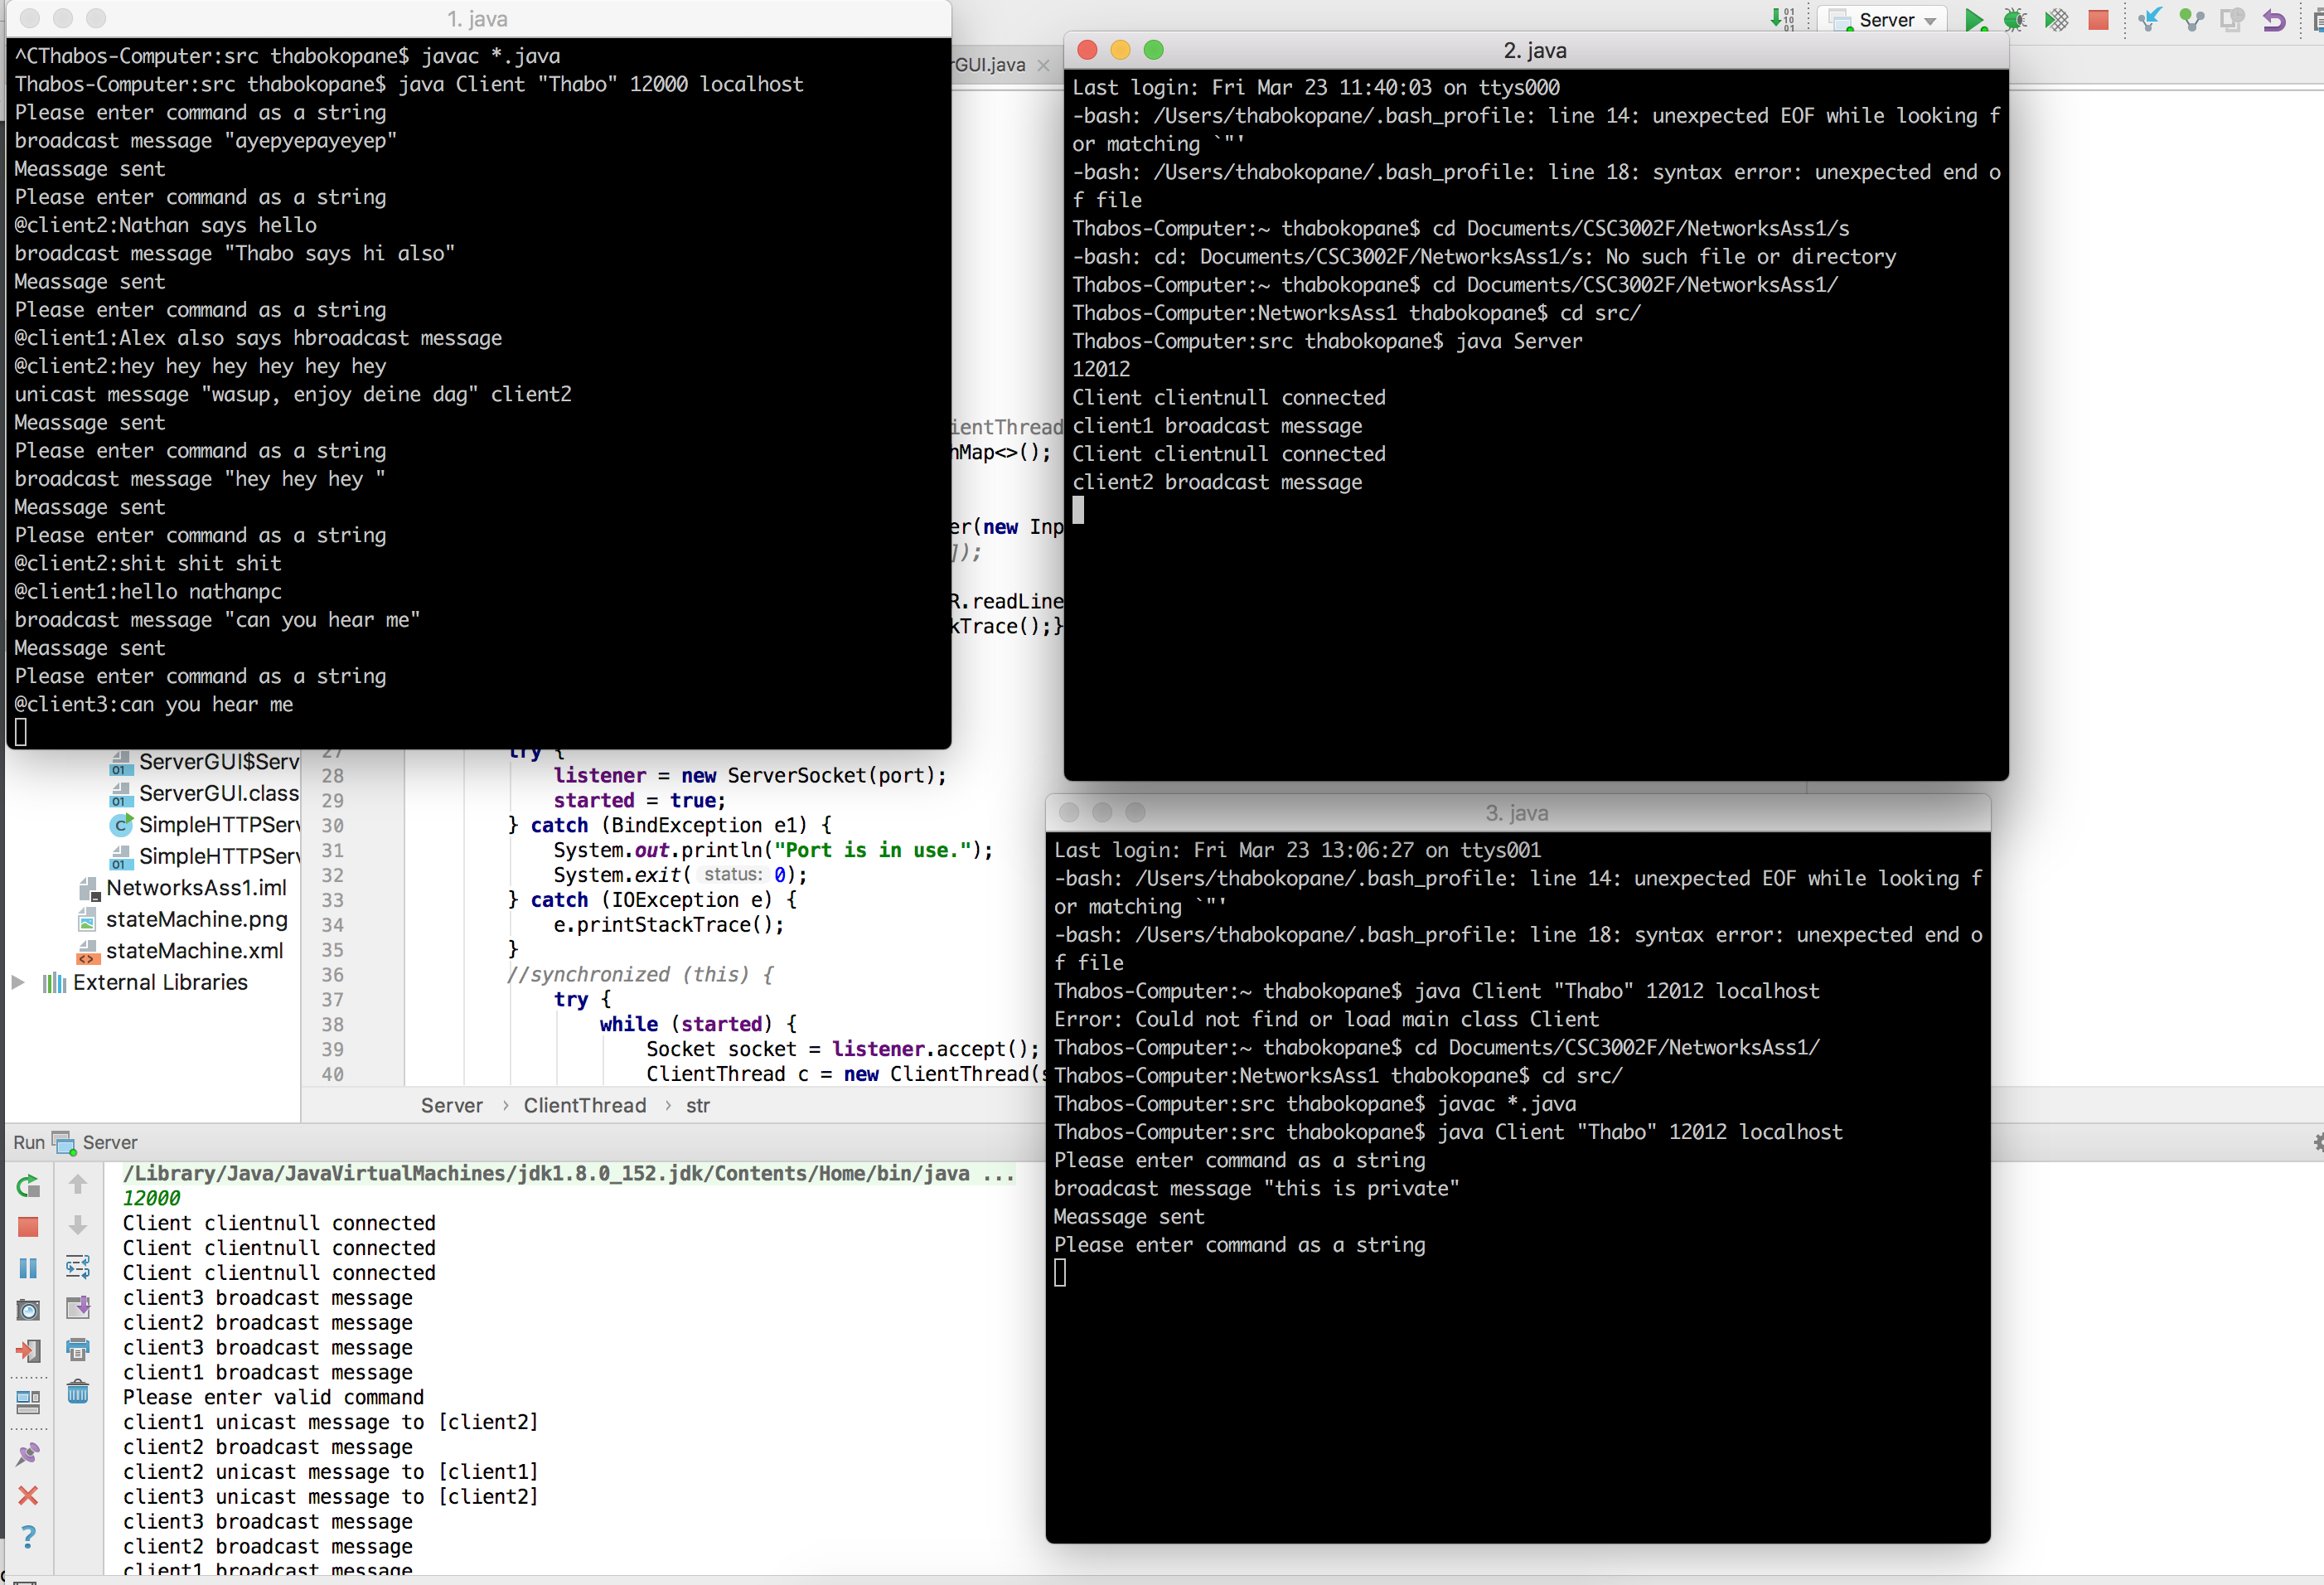 1. java
^CThabos-Computer:src thabokopane$ javac *.java
Thabos-Computer:src thabokopane$ java Client "Thabo" 12000 localhost
Please enter command as a string
broadcast message "ayepyepayeyep"
Meassage sent
Please enter command as a string
@client2:Nathan says hello
broadcast message "Thabo says hi also"
Meassage sent
Please enter command as a string
@client1:Alex also says hbroadcast message
@client2:hey hey hey hey hey hey
unicast message "wasup, enjoy deine dag" client2
Meassage sent
Please enter command as a string
broadcast message "hey hey hey "
Meassage sent
Please enter command as a string
@client2:shit shit shit
@client1:hello nathanpc
broadcast message "can you hear me"
Meassage sent
Please enter command as a string
@client3:can you hear me
Server
rGUI.java
ientThread
hMap<>();
er(new Inp
]);
R.readLine
kTrace();}
2. java
Last login: Fri Mar 23 11:40:03 on ttys000
-bash: /Users/thabokopane/.bash_profile: line 14: unexpected EOF while looking f
or matching `"'
-bash: /Users/thabokopane/.bash_profile: line 18: syntax error: unexpected end o
f file
Thabos-Computer:~ thabokopane$ cd Documents/CSC3002F/NetworksAss1/s
-bash: cd: Documents/CSC3002F/NetworksAss1/s: No such file or directory
Thabos-Computer:~ thabokopane$ cd Documents/CSC3002F/NetworksAss1/
Thabos-Computer:NetworksAss1 thabokopane$ cd src/
Thabos-Computer:src thabokopane$ java Server
12012
Client clientnull connected
client1 broadcast message
Client clientnull connected
client2 broadcast message
ServerGUI$Serv
ServerGUI.class
SimpleHTTPServ
SimpleHTTPServ
NetworksAss1.iml
stateMachine.png
stateMachine.xml
External Libraries
27 try {
28 listener = new ServerSocket(port);
29 started = true;
30 } catch (BindException e1) {
31 System.out.println("Port is in use.");
32 System.exit( status: 0);
33 } catch (IOException e) {
34 e.printStackTrace();
35 }
36 //synchronized (this) {
37 try {
38 while (started) {
39 Socket socket = listener.accept();
40 ClientThread c = new ClientThread(s
Server › ClientThread › str
3. java
Last login: Fri Mar 23 13:06:27 on ttys001
-bash: /Users/thabokopane/.bash_profile: line 14: unexpected EOF while looking f
or matching `"'
-bash: /Users/thabokopane/.bash_profile: line 18: syntax error: unexpected end o
f file
Thabos-Computer:~ thabokopane$ java Client "Thabo" 12012 localhost
Error: Could not find or load main class Client
Thabos-Computer:~ thabokopane$ cd Documents/CSC3002F/NetworksAss1/
Thabos-Computer:NetworksAss1 thabokopane$ cd src/
Thabos-Computer:src thabokopane$ javac *.java
Thabos-Computer:src thabokopane$ java Client "Thabo" 12012 localhost
Please enter command as a string
broadcast message "this is private"
Meassage sent
Please enter command as a string
Run Server
/Library/Java/JavaVirtualMachines/jdk1.8.0_152.jdk/Contents/Home/bin/java ...
12000
Client clientnull connected
Client clientnull connected
Client clientnull connected
client3 broadcast message
client2 broadcast message
client3 broadcast message
client1 broadcast message
Please enter valid command
client1 unicast message to [client2]
client2 broadcast message
client2 unicast message to [client1]
client3 unicast message to [client2]
client3 broadcast message
client2 broadcast message
client1 broadcast message